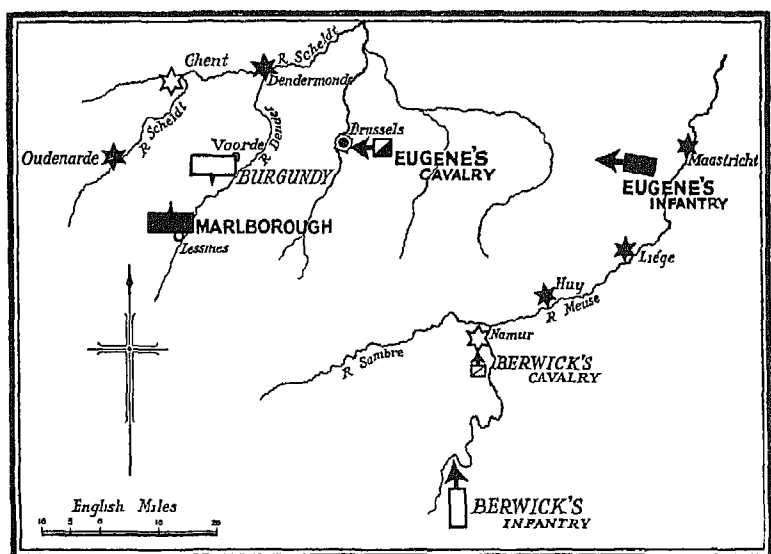 Ghent
R Scheldt
Dendermonde
R Scheldt
Oudenarde
Voorde
R Dender
BURGUNDY
Brussels
EUGENE'S
CAVALRY
Maastricht
EUGENE'S
INFANTRY
MARLBOROUGH
Lessines
Liége
Huy
R Meuse
Namur
R Sambre
BERWICK'S
CAVALRY
BERWICK'S
INFANTRY
English Miles